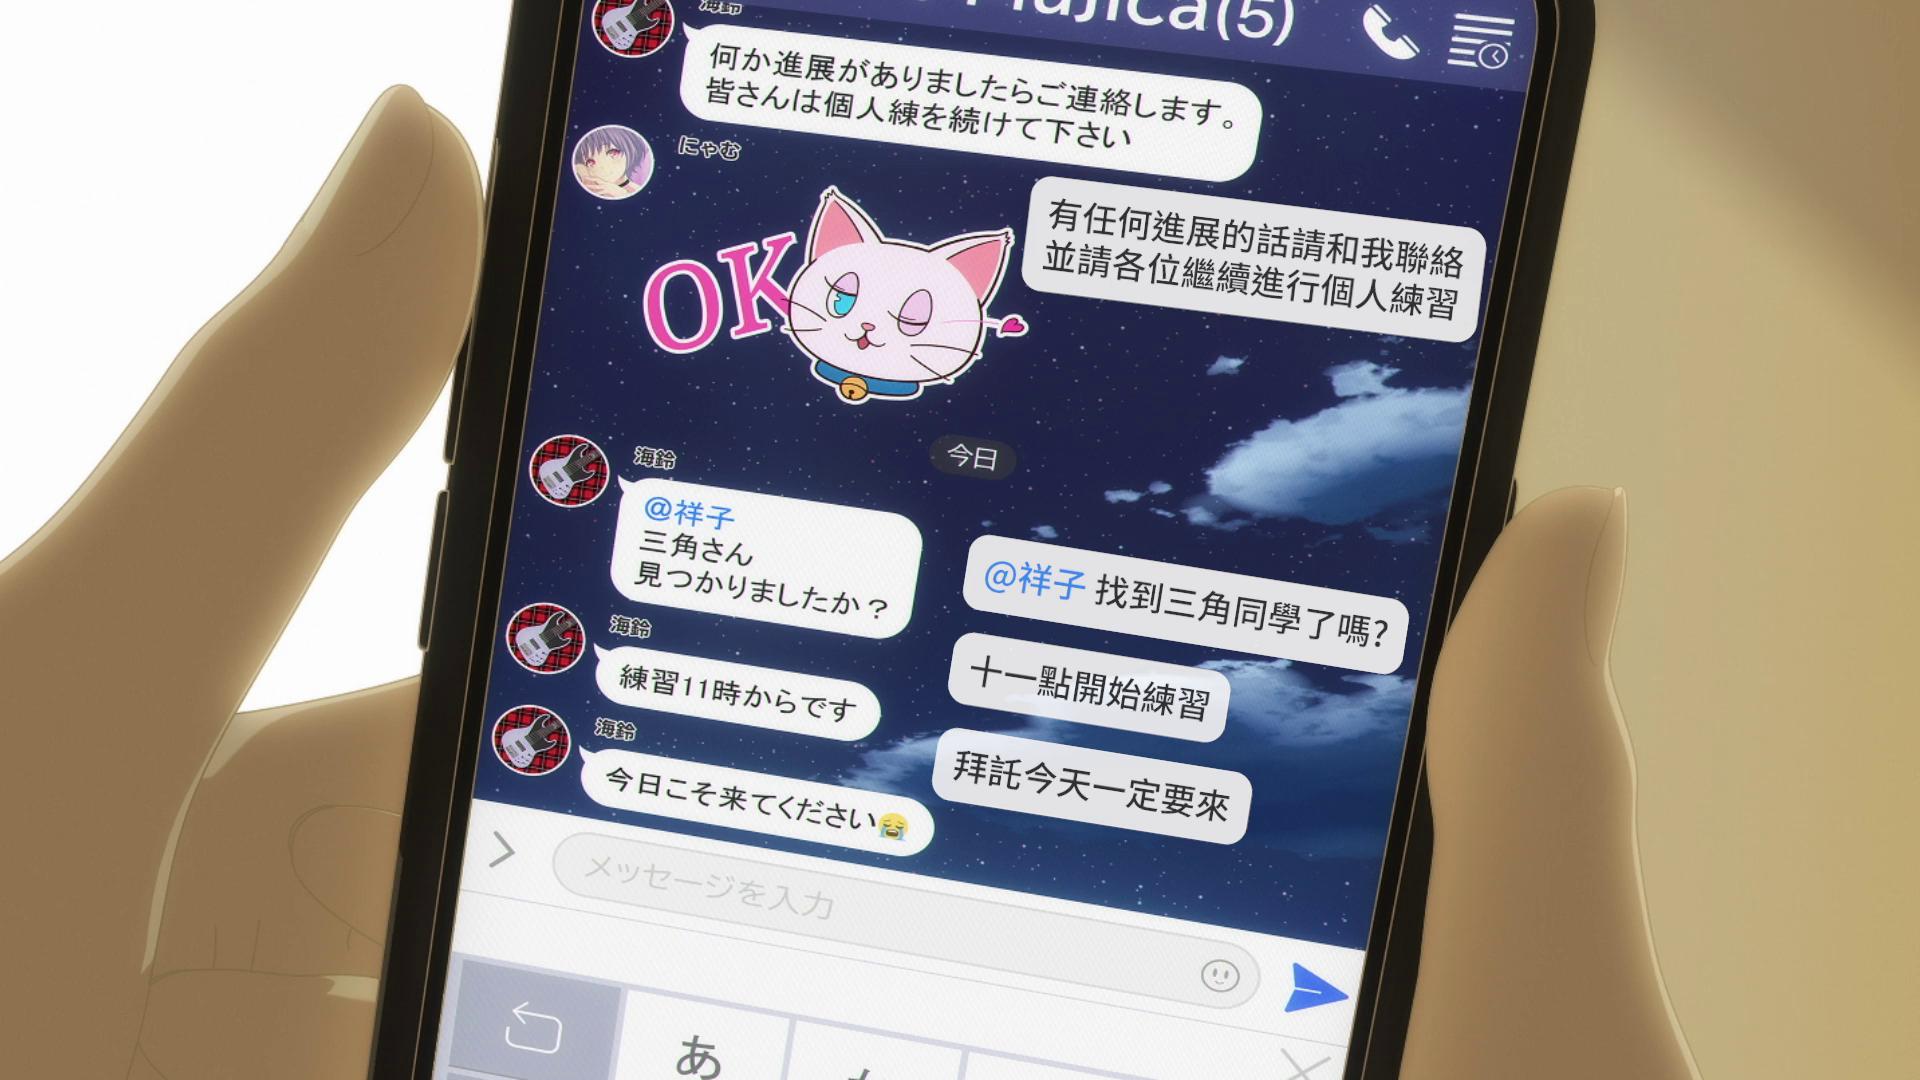 Mujica(5)
海鈴
何か進展がありましたらご連絡します。
皆さんは個人練を続けて下さい
にゃむ
有任何進展的話請和我聯絡
並請各位繼續進行個人練習
OK
今日
海鈴
@祥子
三角さん
見つかりましたか?
@祥子 找到三角同學了嗎?
海鈴
練習11時からです
十一點開始練習
海鈴
今日こそ来てください😭
拜託今天一定要來
メッセージを入力
あ